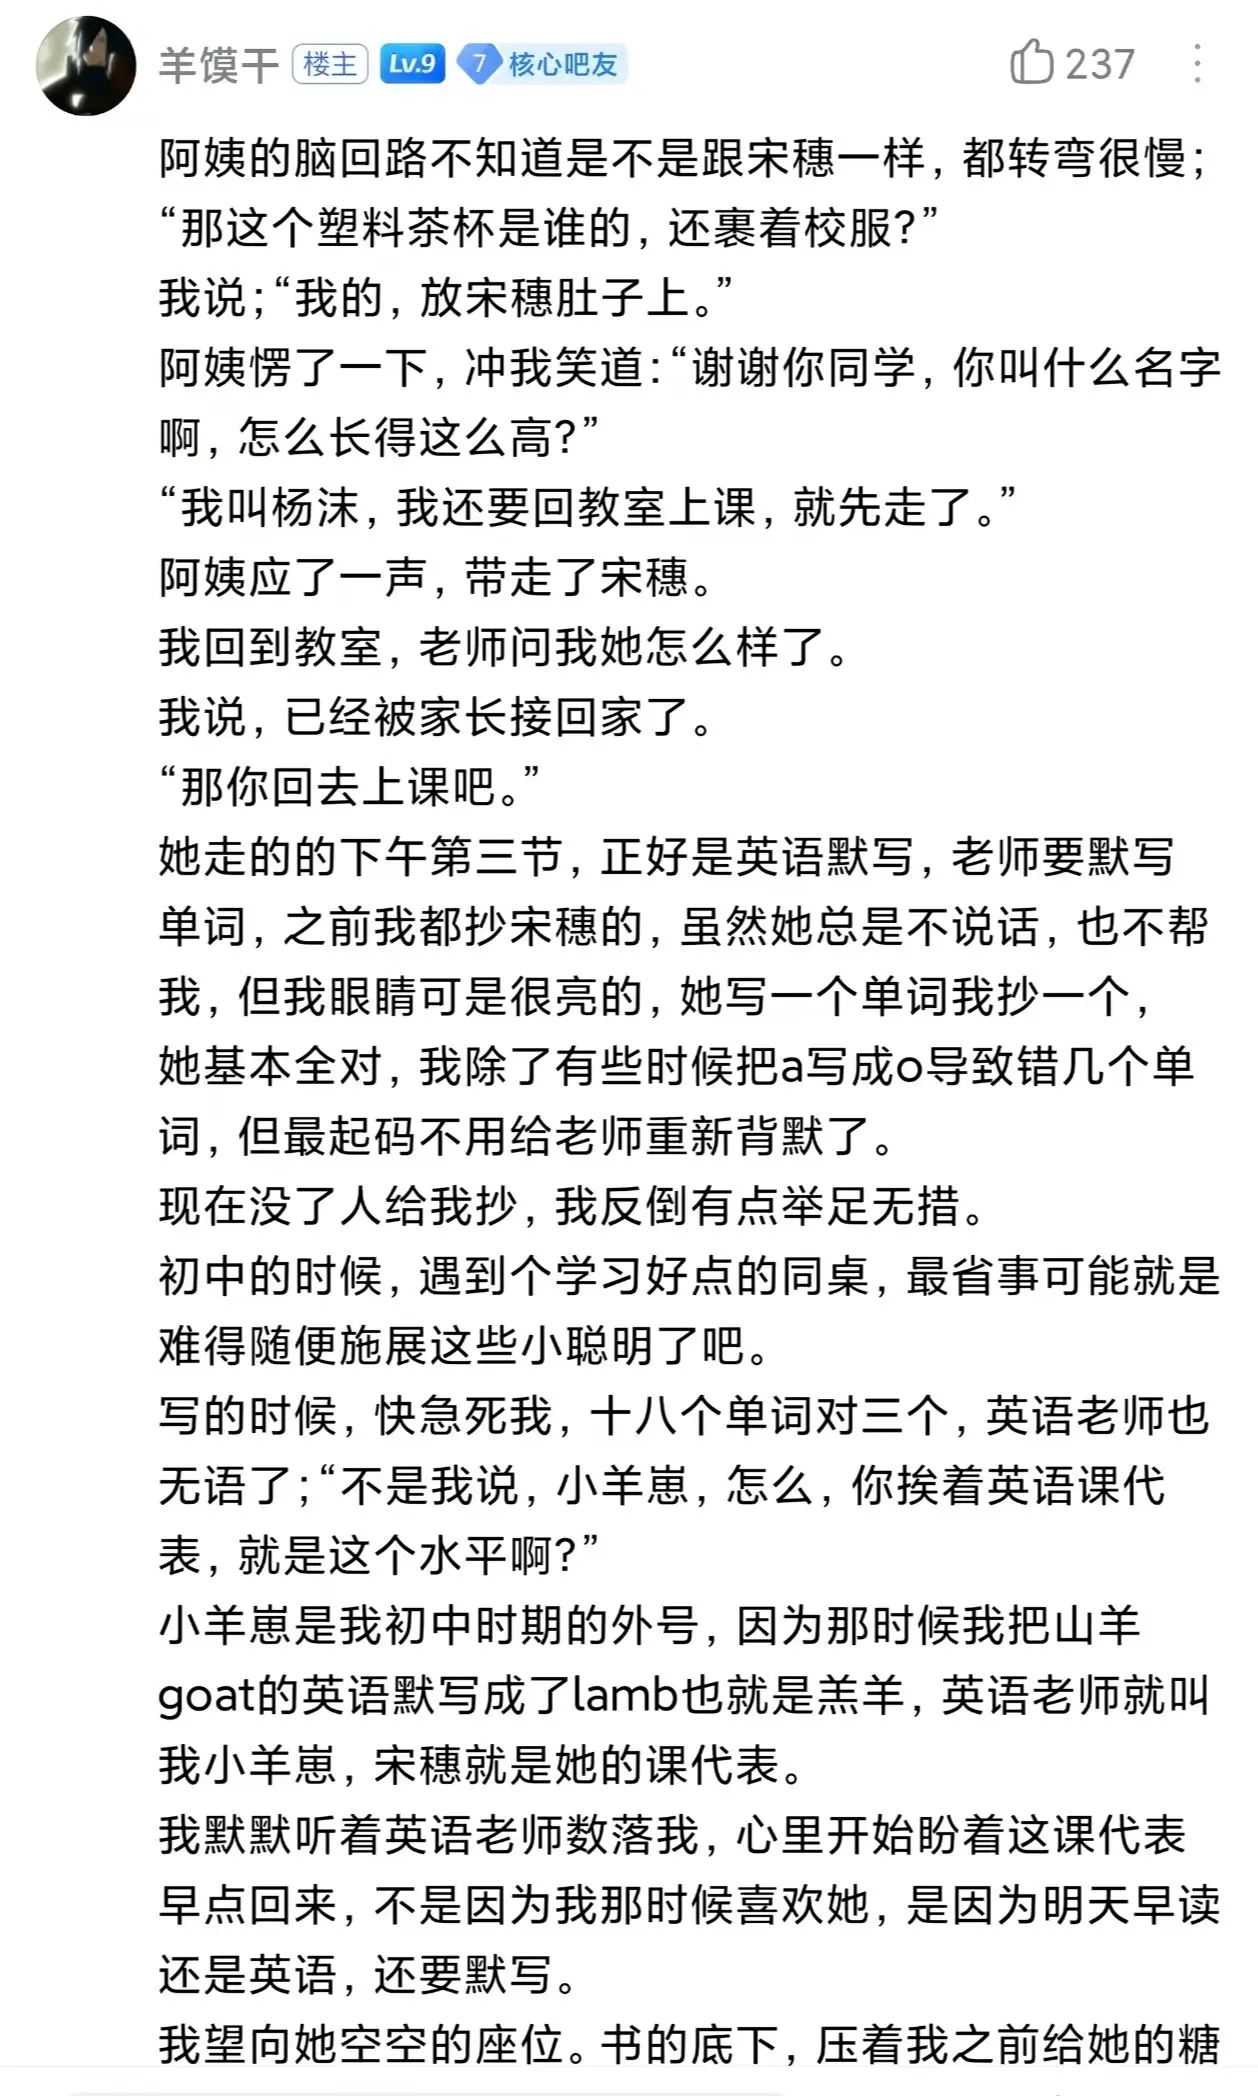 羊馍干 楼主 Lv.9 7 核心吧友 237
阿姨的脑回路不知道是不是跟宋穗一样，都转弯很慢；
“那这个塑料茶杯是谁的，还裹着校服？”
我说；“我的，放宋穗肚子上。”
阿姨愣了一下，冲我笑道：“谢谢你同学，你叫什么名字
啊，怎么长得这么高？”
“我叫杨沫，我还要回教室上课，就先走了。”
阿姨应了一声，带走了宋穗。
我回到教室，老师问我她怎么样了。
我说，已经被家长接回家了。
“那你回去上课吧。”
她走的的下午第三节，正好是英语默写，老师要默写
单词，之前我都抄宋穗的，虽然她总是不说话，也不帮
我，但我眼睛可是很亮的，她写一个单词我抄一个，
她基本全对，我除了有些时候把a写成o导致错几个单
词，但最起码不用给老师重新背默了。
现在没了人给我抄，我反倒有点举足无措。
初中的时候，遇到个学习好点的同桌，最省事可能就是
难得随便施展这些小聪明了吧。
写的时候，快急死我，十八个单词对三个，英语老师也
无语了；“不是我说，小羊崽，怎么，你挨着英语课代
表，就是这个水平啊？”
小羊崽是我初中时期的外号，因为那时候我把山羊
goat的英语默写成了lamb也就是羔羊，英语老师就叫
我小羊崽，宋穗就是她的课代表。
我默默听着英语老师数落我，心里开始盼着这课代表
早点回来，不是因为我那时候喜欢她，是因为明天早读
还是英语，还要默写。
我望向她空空的座位。书的底下，压着我之前给她的糖